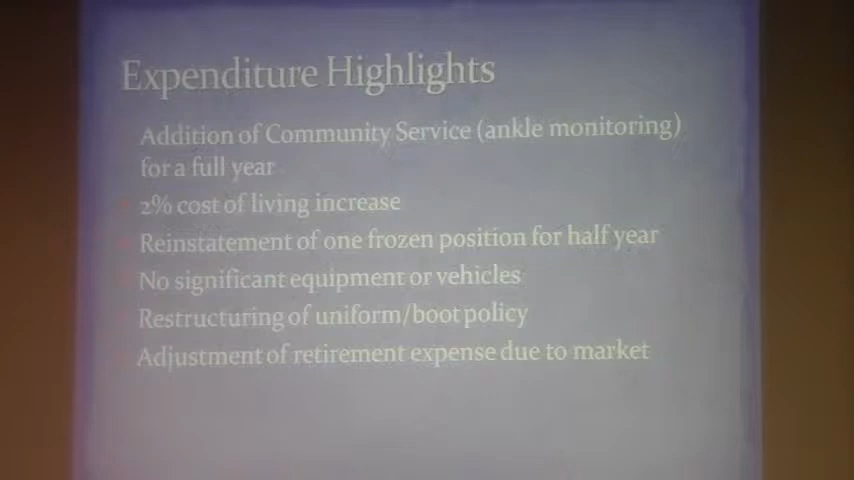 Expenditure Highlights
Addition of Community Service (ankle monitoring)
for a full year
2% cost of living increase
Reinstatement of one frozen position for half year
No significant equipment or vehicles
Restructuring of uniform/boot policy
Adjustment of retirement expense due to market